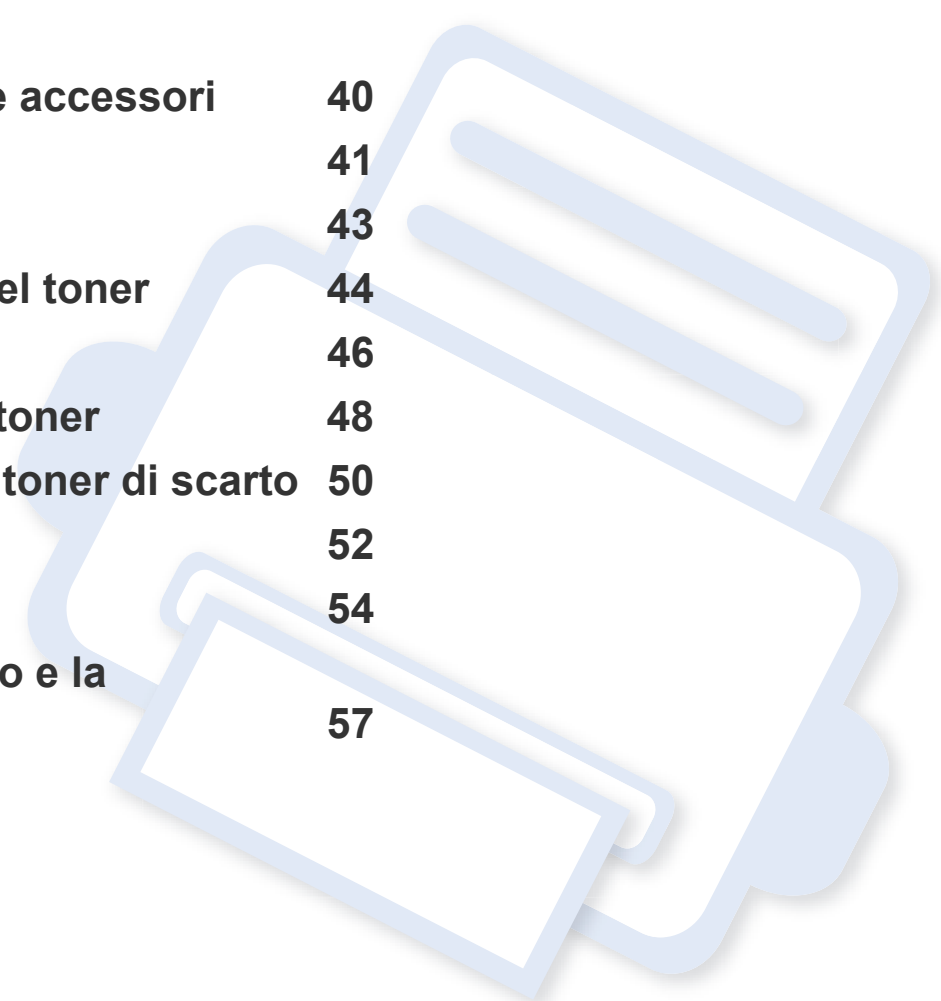 e accessori 40
41
43
el toner 44
46
toner 48
toner di scarto 50
52
54
o e la
57